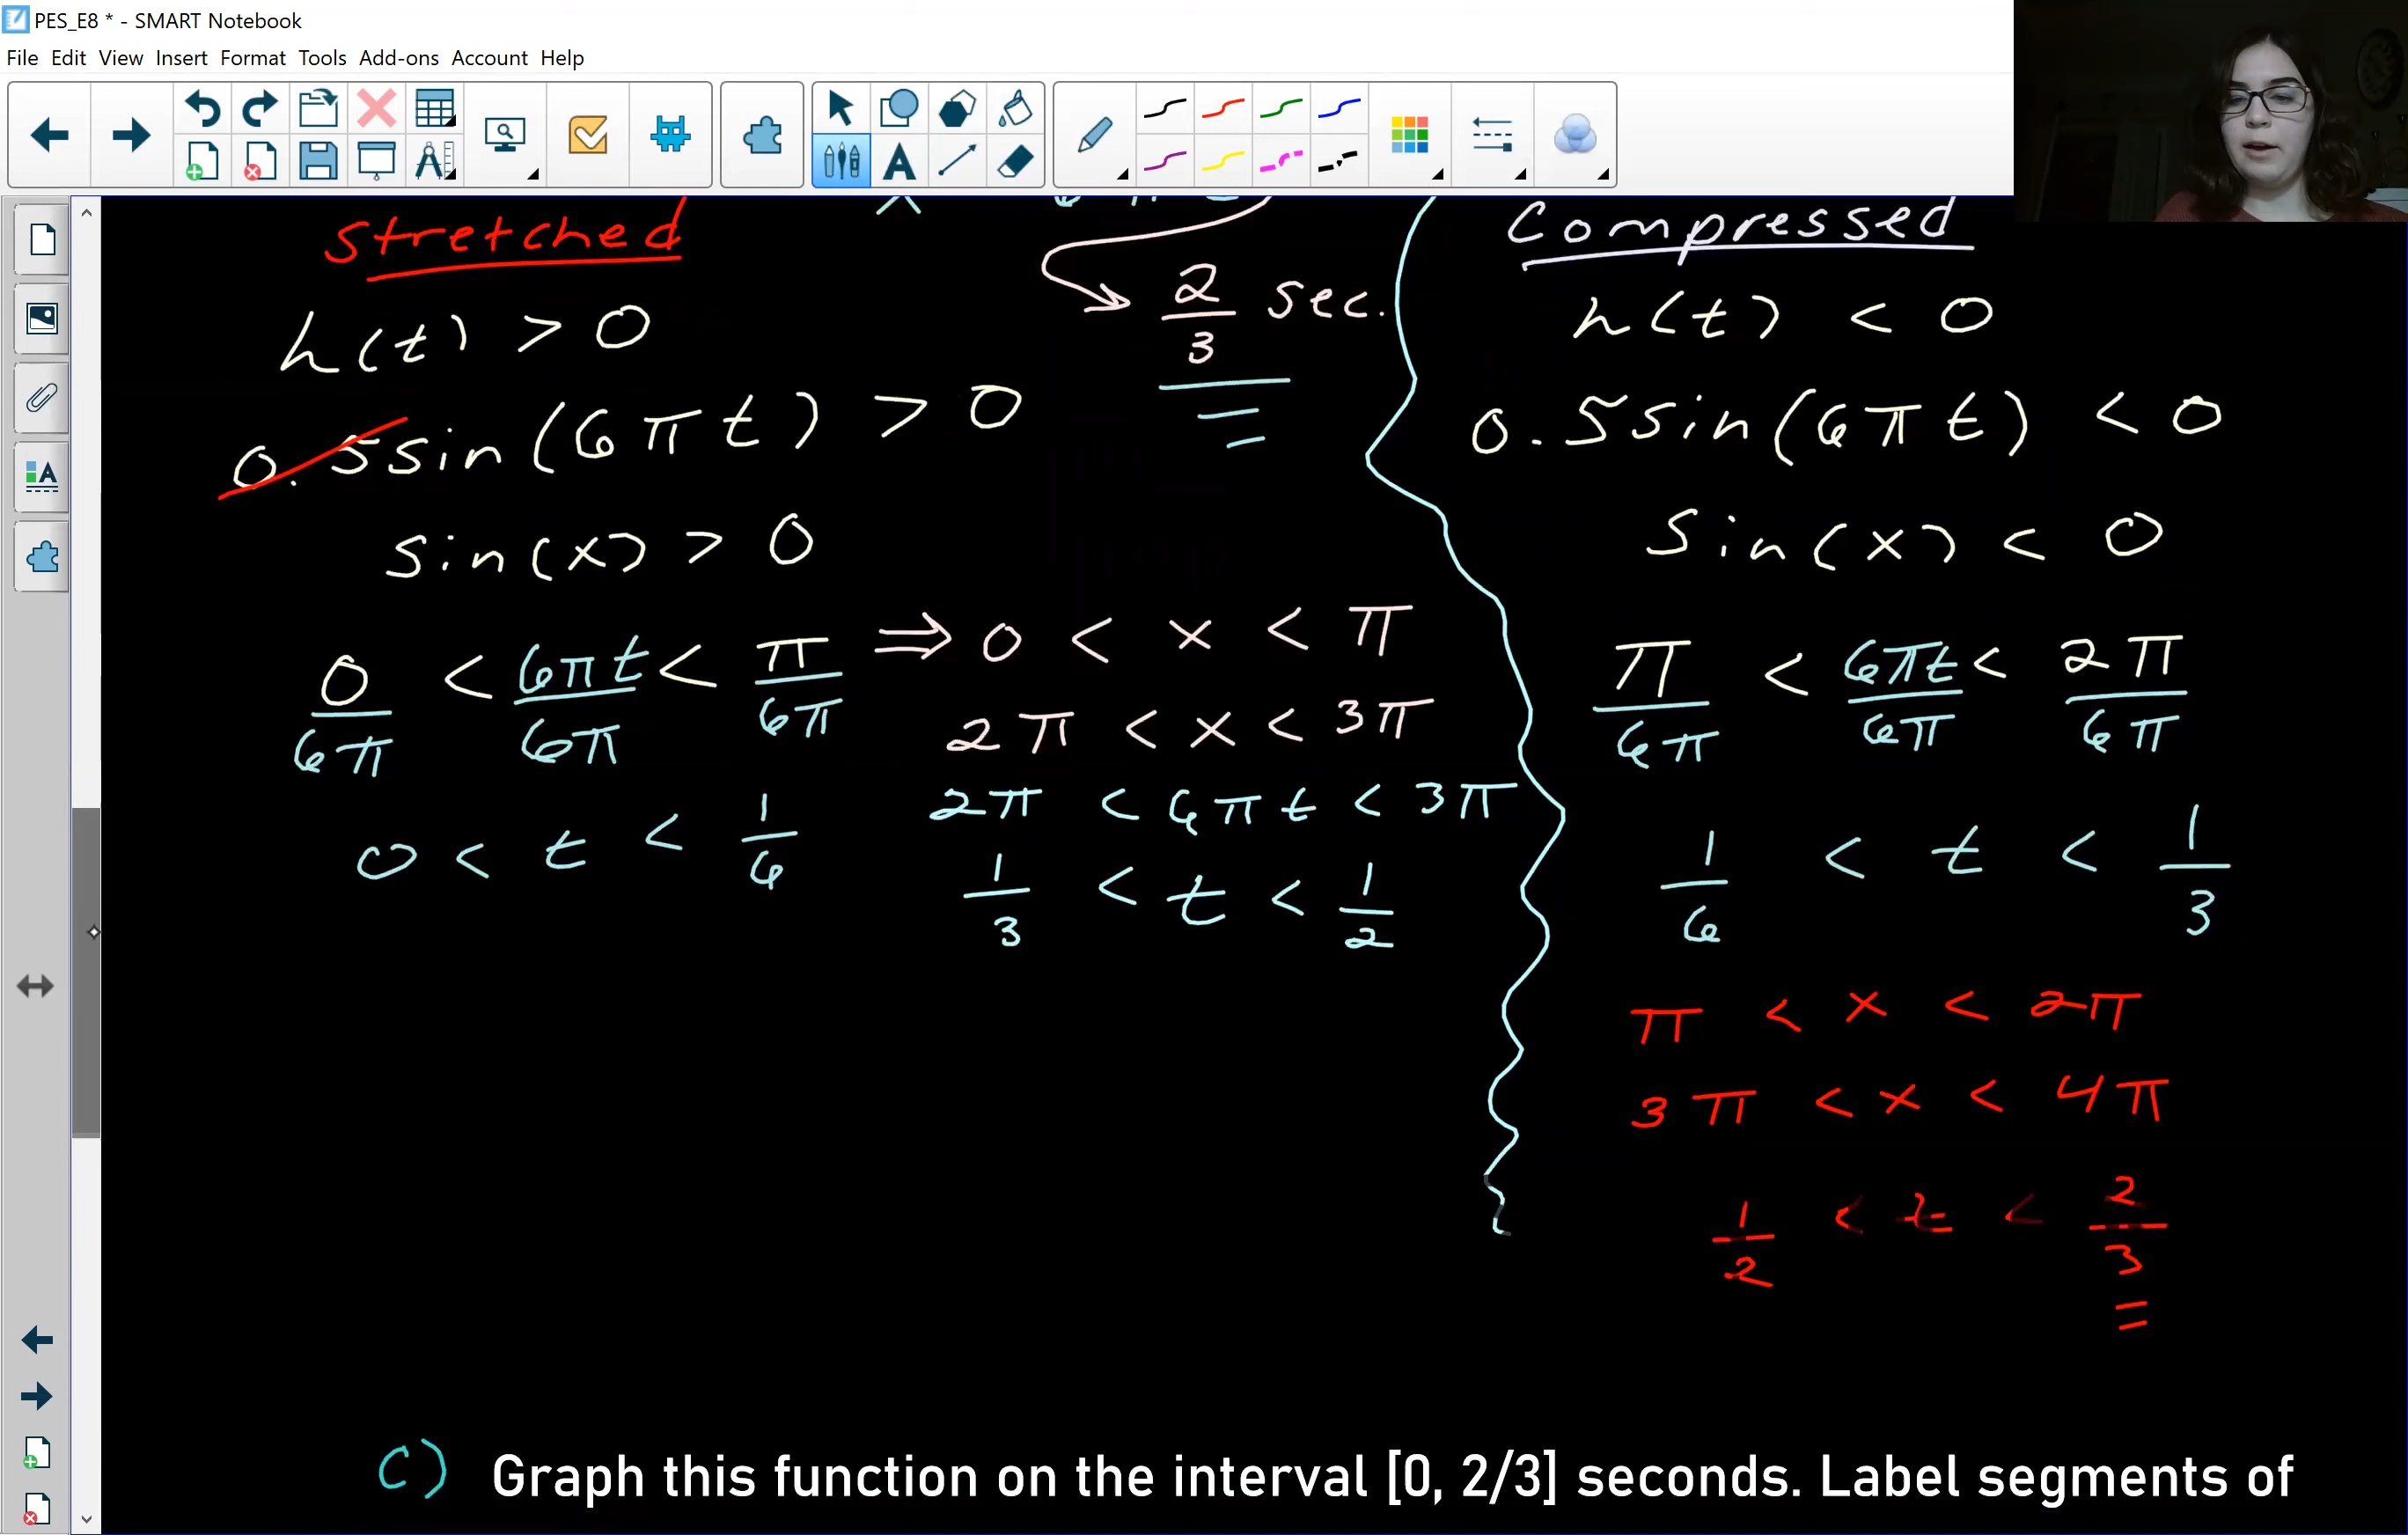 PES_E8 * - SMART Notebook
File Edit View Insert Format Tools Add-ons Account Help
Stretched
h(t) > 0
0.5sin(6πt) > 0
sin(x) > 0
0/6π < 6πt/6π < π/6π ⇒ 0 < x < π
2π < x < 3π
2π < 6πt < 3π
0 < t < 1/6
1/3 < t < 1/2
2/3 sec.
Compressed
h(t) < 0
0.5sin(6πt) < 0
Sin(x) < 0
π/6π < 6πt/6π < 2π/6π
1/6 < t < 1/3
π < x < 2π
3π < x < 4π
1/2 < t < 2/3
C) Graph this function on the interval [0, 2/3] seconds. Label segments of